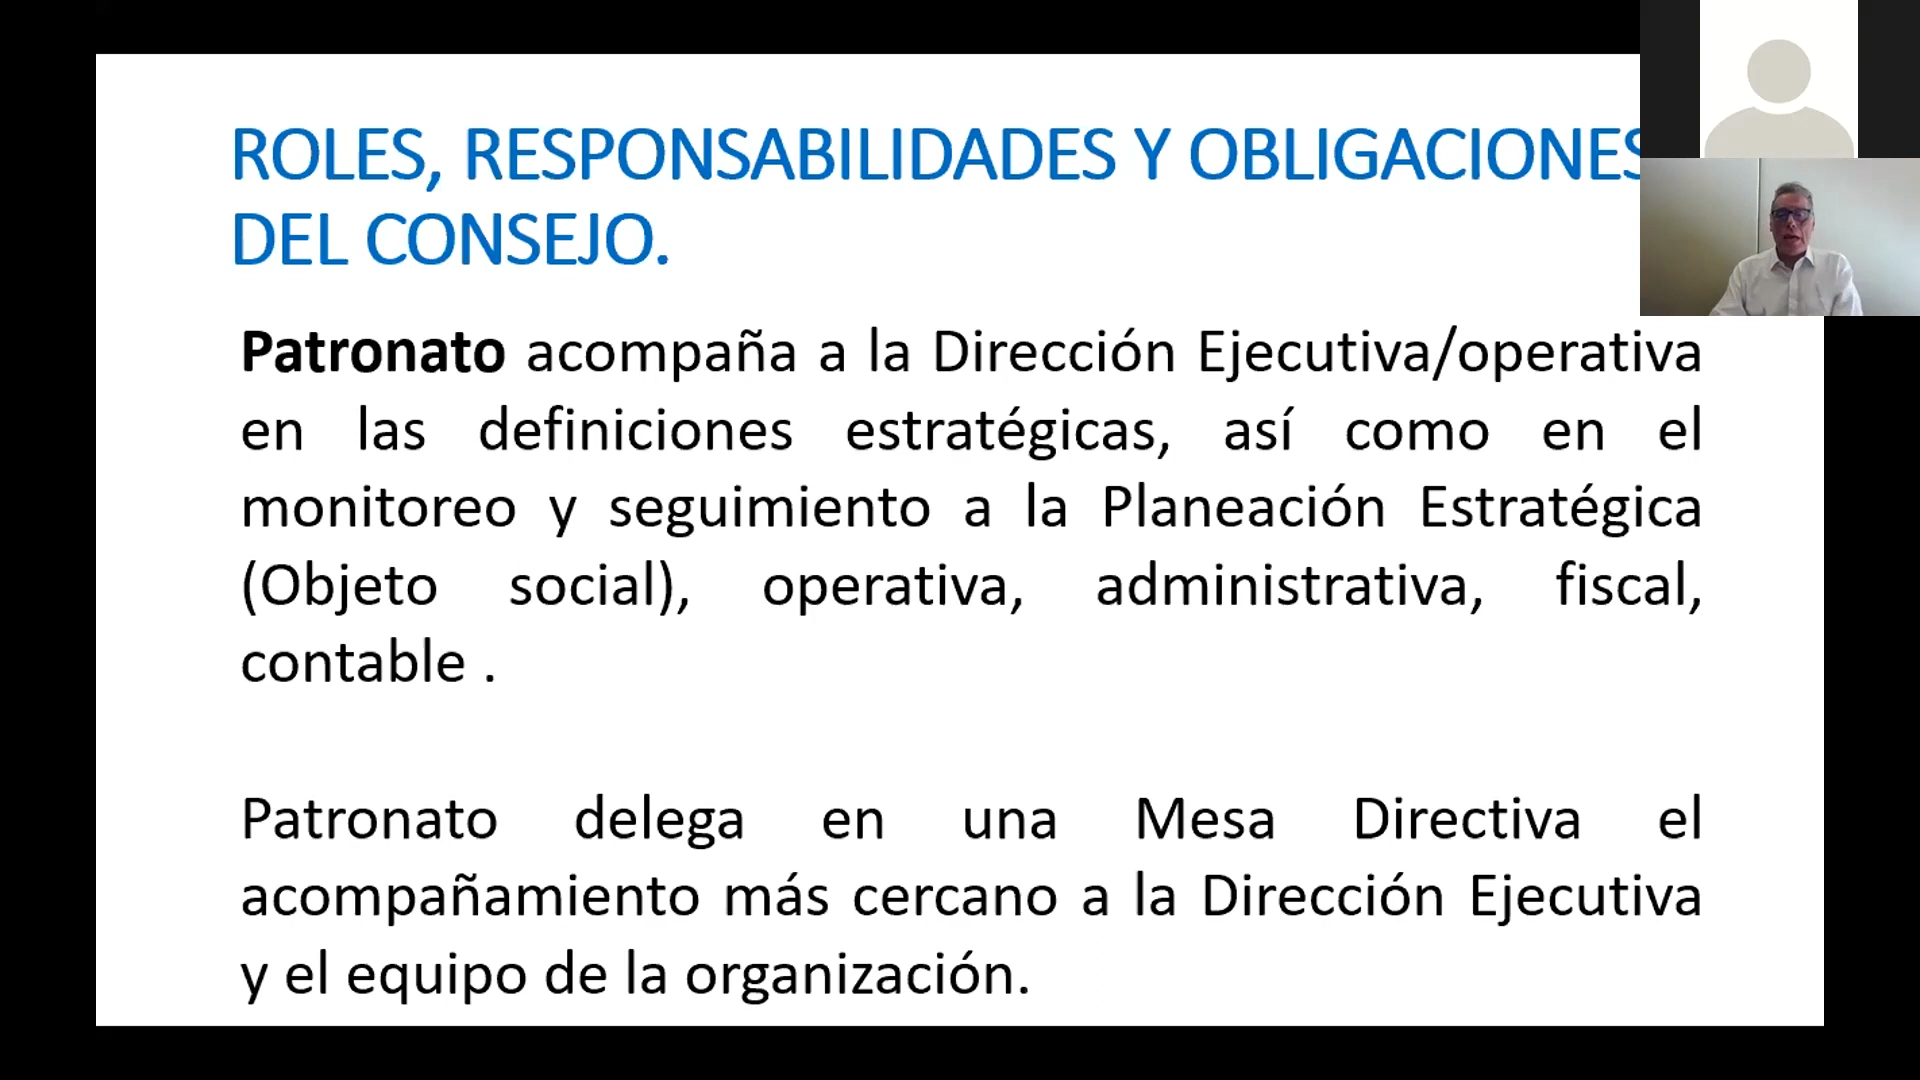 ROLES, RESPONSABILIDADES Y OBLIGACIONES
DEL CONSEJO.
Patronato acompaña a la Dirección Ejecutiva/operativa
en las definiciones estratégicas, así como en el
monitoreo y seguimiento a la Planeación Estratégica
(Objeto social), operativa, administrativa, fiscal,
contable .
Patronato delega en una Mesa Directiva el
acompañamiento más cercano a la Dirección Ejecutiva
y el equipo de la organización.